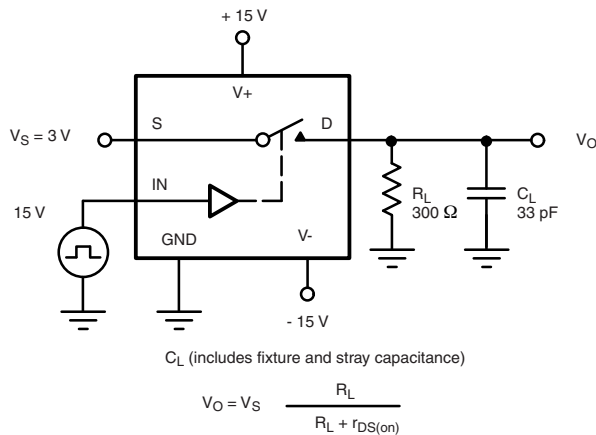 + 15 V
V+
S
D
V_S = 3 V
V_O
IN
15 V
R_L
300 Ω
C_L
33 pF
GND
V-
- 15 V
C_L (includes fixture and stray capacitance)
V_O = V_S R_L / R_L + r_DS(on)